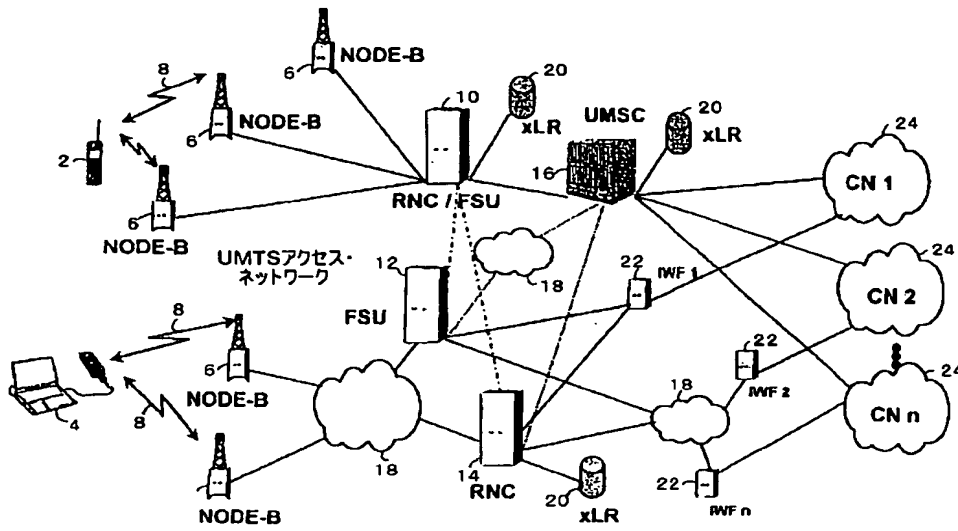 NODE-B
6
8
NODE-B
6
2
NODE-B
6
10
RNC / FSU
20
xLR
UMSC
16
20
xLR
24
CN 1
24
CN 2
24
CN n
UMTSアクセス・
ネットワーク
12
FSU
18
22
IWF 1
22
IWF 2
18
22
IWF n
8
6
NODE-B
4
8
6
NODE-B
18
14
RNC
20
xLR